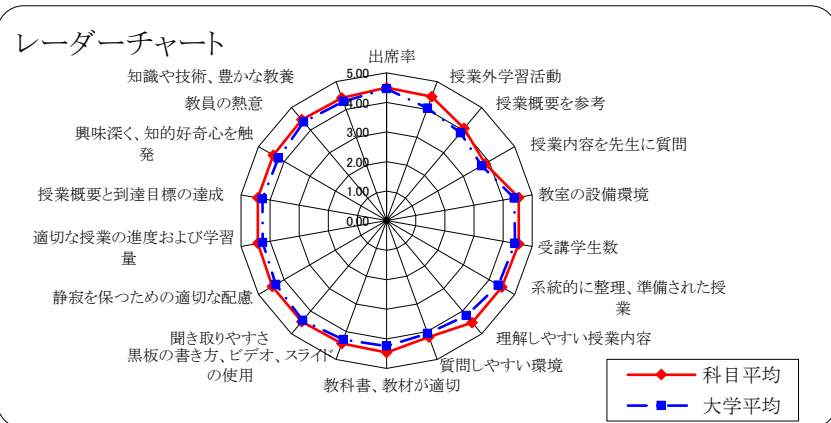 レーダーチャート
出席率
授業外学習活動
授業概要を参考
授業内容を先生に質問
教室の設備環境
受講学生数
系統的に整理、準備された授
業
理解しやすい授業内容
質問しやすい環境
教科書、教材が適切
黒板の書き方、ビデオ、スライド
の使用
聞き取りやすさ
静寂を保つための適切な配慮
適切な授業の進度および学習
量
授業概要と到達目標の達成
興味深く、知的好奇心を触
発
教員の熱意
知識や技術、豊かな教養
5.00
4.00
3.00
2.00
1.00
0.00
科目平均
大学平均